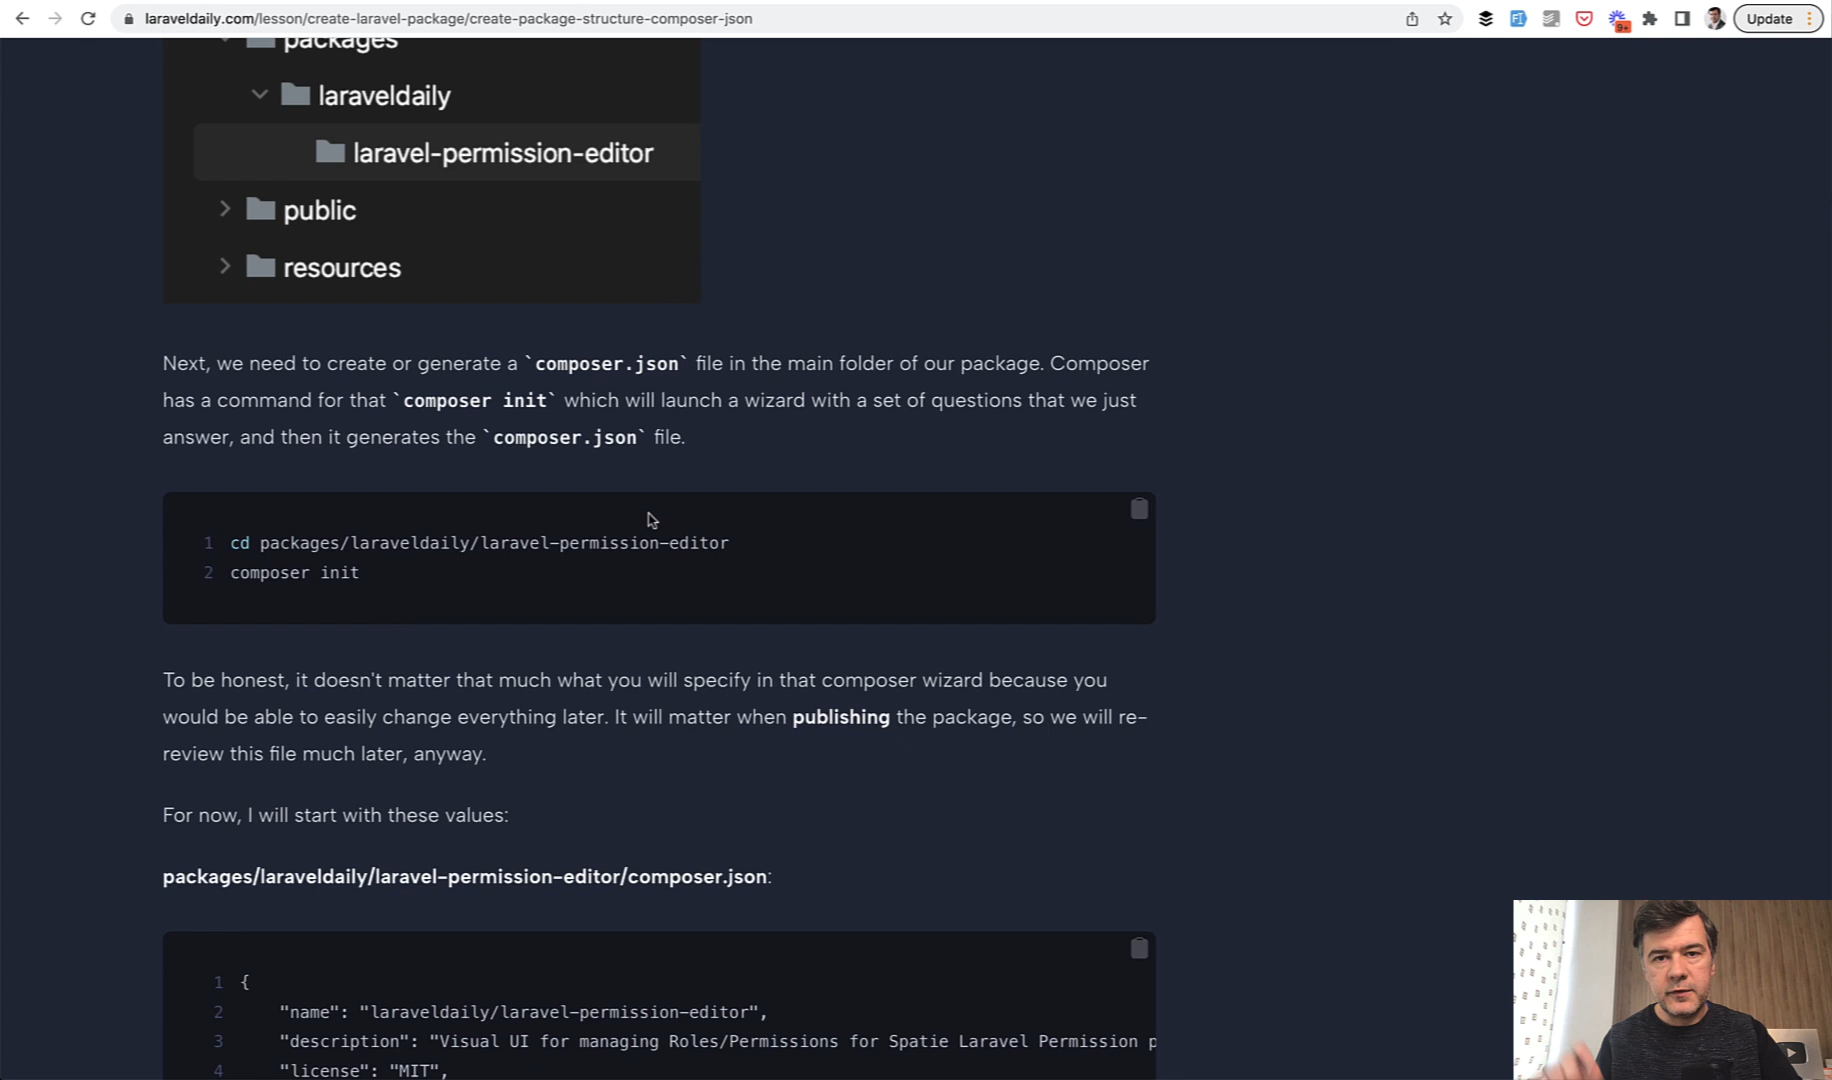 laraveldaily.com/lesson/create-laravel-package/create-package-structure-composer-json
9+
Update
packages
laraveldaily
laravel-permission-editor
public
resources
Next, we need to create or generate a `composer.json` file in the main folder of our package. Composer
has a command for that `composer init` which will launch a wizard with a set of questions that we just
answer, and then it generates the `composer.json` file.
1 cd packages/laraveldaily/laravel-permission-editor
2 composer init
To be honest, it doesn't matter that much what you will specify in that composer wizard because you
would be able to easily change everything later. It will matter when publishing the package, so we will re-
review this file much later, anyway.
For now, I will start with these values:
packages/laraveldaily/laravel-permission-editor/composer.json:
1 {
2 "name": "laraveldaily/laravel-permission-editor",
3 "description": "Visual UI for managing Roles/Permissions for Spatie Laravel Permission p
4 "license": "MIT",